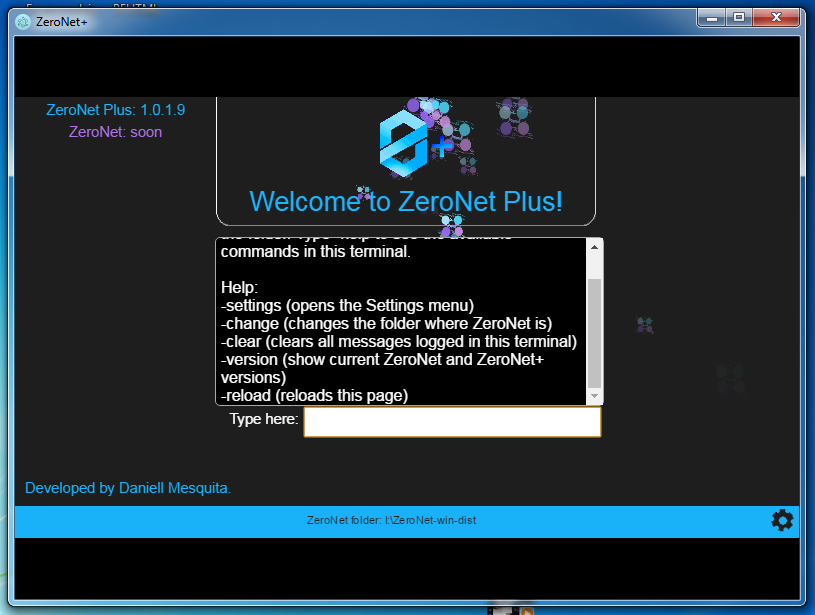 ZeroNet+
ZeroNet Plus: 1.0.1.9
ZeroNet: soon
Welcome to ZeroNet Plus!
commands in this terminal.
Help:
-settings (opens the Settings menu)
-change (changes the folder where ZeroNet is)
-clear (clears all messages logged in this terminal)
-version (show current ZeroNet and ZeroNet+
versions)
-reload (reloads this page)
Type here:
Developed by Daniell Mesquita.
ZeroNet folder: I:\ZeroNet-win-dist